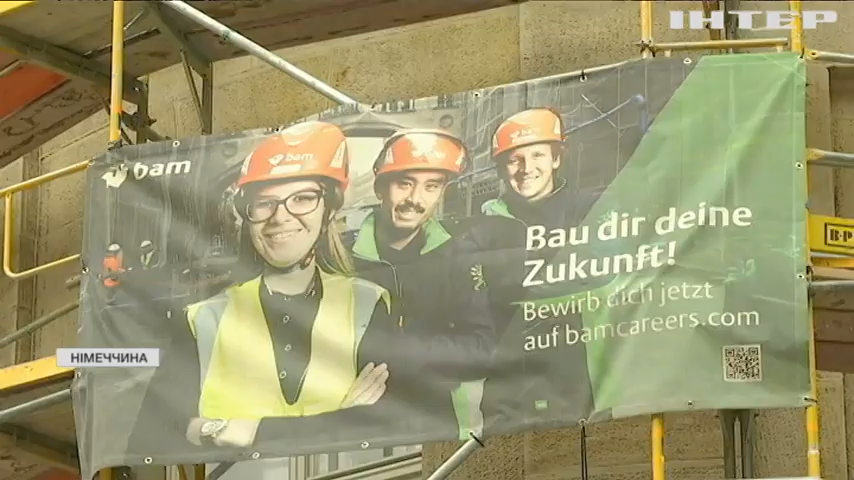 ІНТЕР
bam
bam
Bau dir deine
Zukunft!
Bewirb dich jetzt
auf bamcareers.com
B·P
НІМЕЧЧИНА